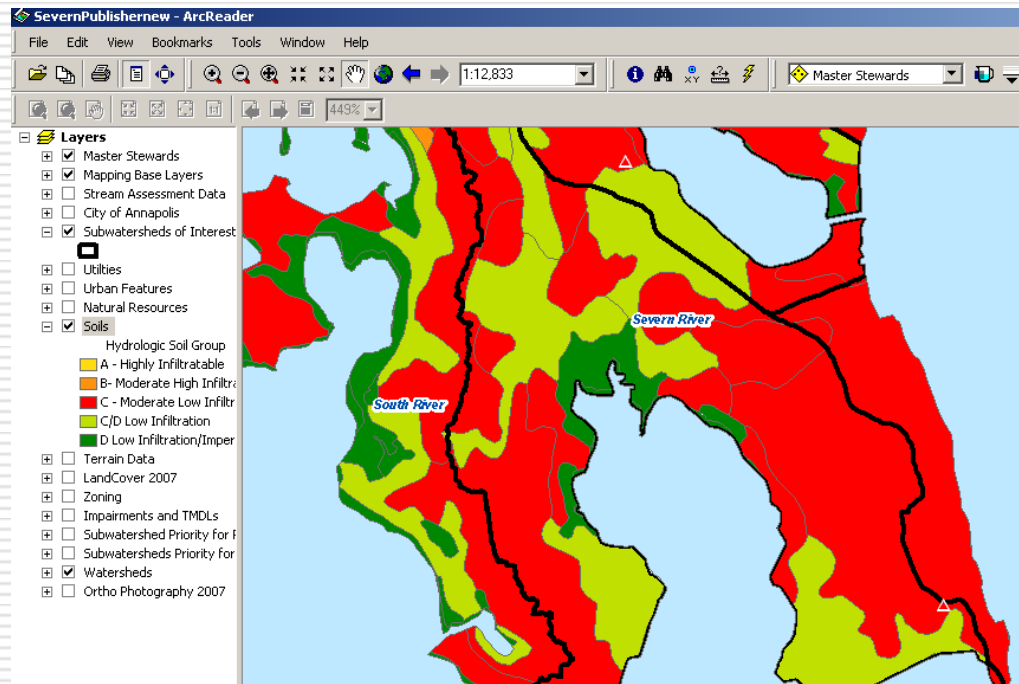 SevernPublishernew - ArcReader
File Edit View Bookmarks Tools Window Help
1:12,833 XY Master Stewards
1:1 449%
Layers
Master Stewards
Mapping Base Layers
Stream Assessment Data
City of Annapolis
Subwatersheds of Interest
Utilties
Urban Features
Natural Resources
Soils
Hydrologic Soil Group
A - Highly Infiltratable
B- Moderate High Infiltra
C - Moderate Low Infiltr
C/D Low Infiltration
D Low Infiltration/Imper
Terrain Data
LandCover 2007
Zoning
Impairments and TMDLs
Subwatershed Priority for
Subwatersheds Priority for
Watersheds
Ortho Photography 2007
Severn River
South River